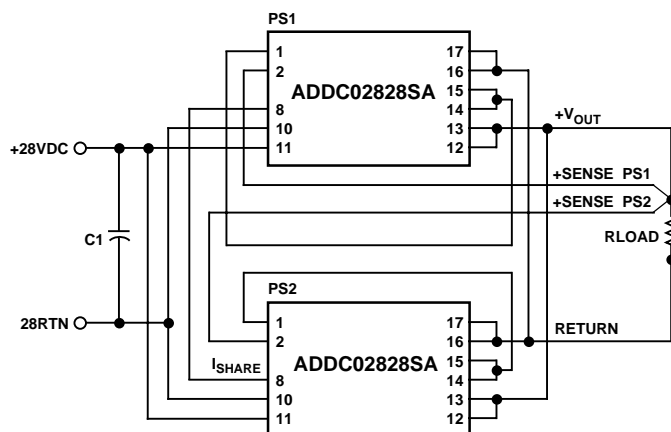 PS1
1
2
8
10
11
ADDC02828SA
17
16
15
14
13
12
+VOUT
+28VDC
+SENSE PS1
+SENSE PS2
C1
RLOAD
PS2
28RTN
1
2
8
10
11
ISHARE
ADDC02828SA
17
16
15
14
13
12
RETURN